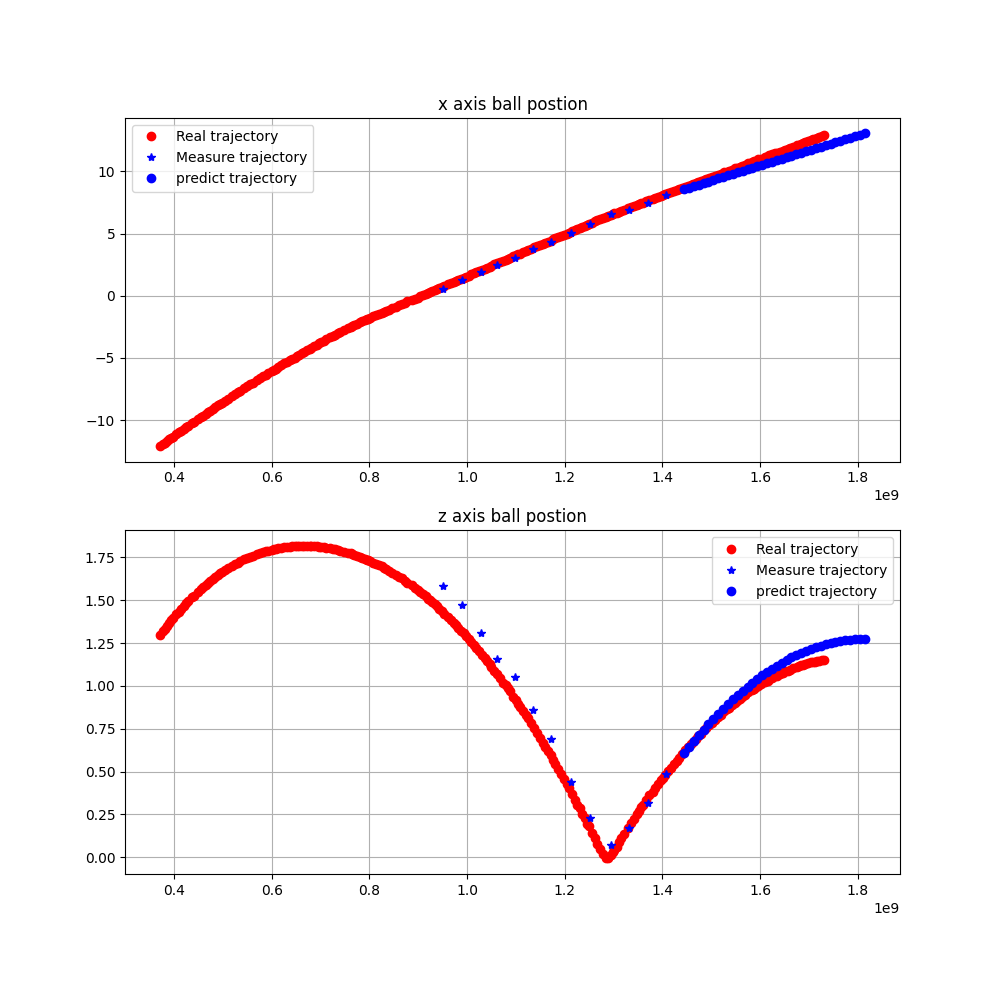 x axis ball postion
Real trajectory
Measure trajectory
predict trajectory
10
5
0
−5
−10
0.4 0.6 0.8 1.0 1.2 1.4 1.6 1.8
1e9
z axis ball postion
Real trajectory
Measure trajectory
predict trajectory
1.75
1.50
1.25
1.00
0.75
0.50
0.25
0.00
0.4 0.6 0.8 1.0 1.2 1.4 1.6 1.8
1e9